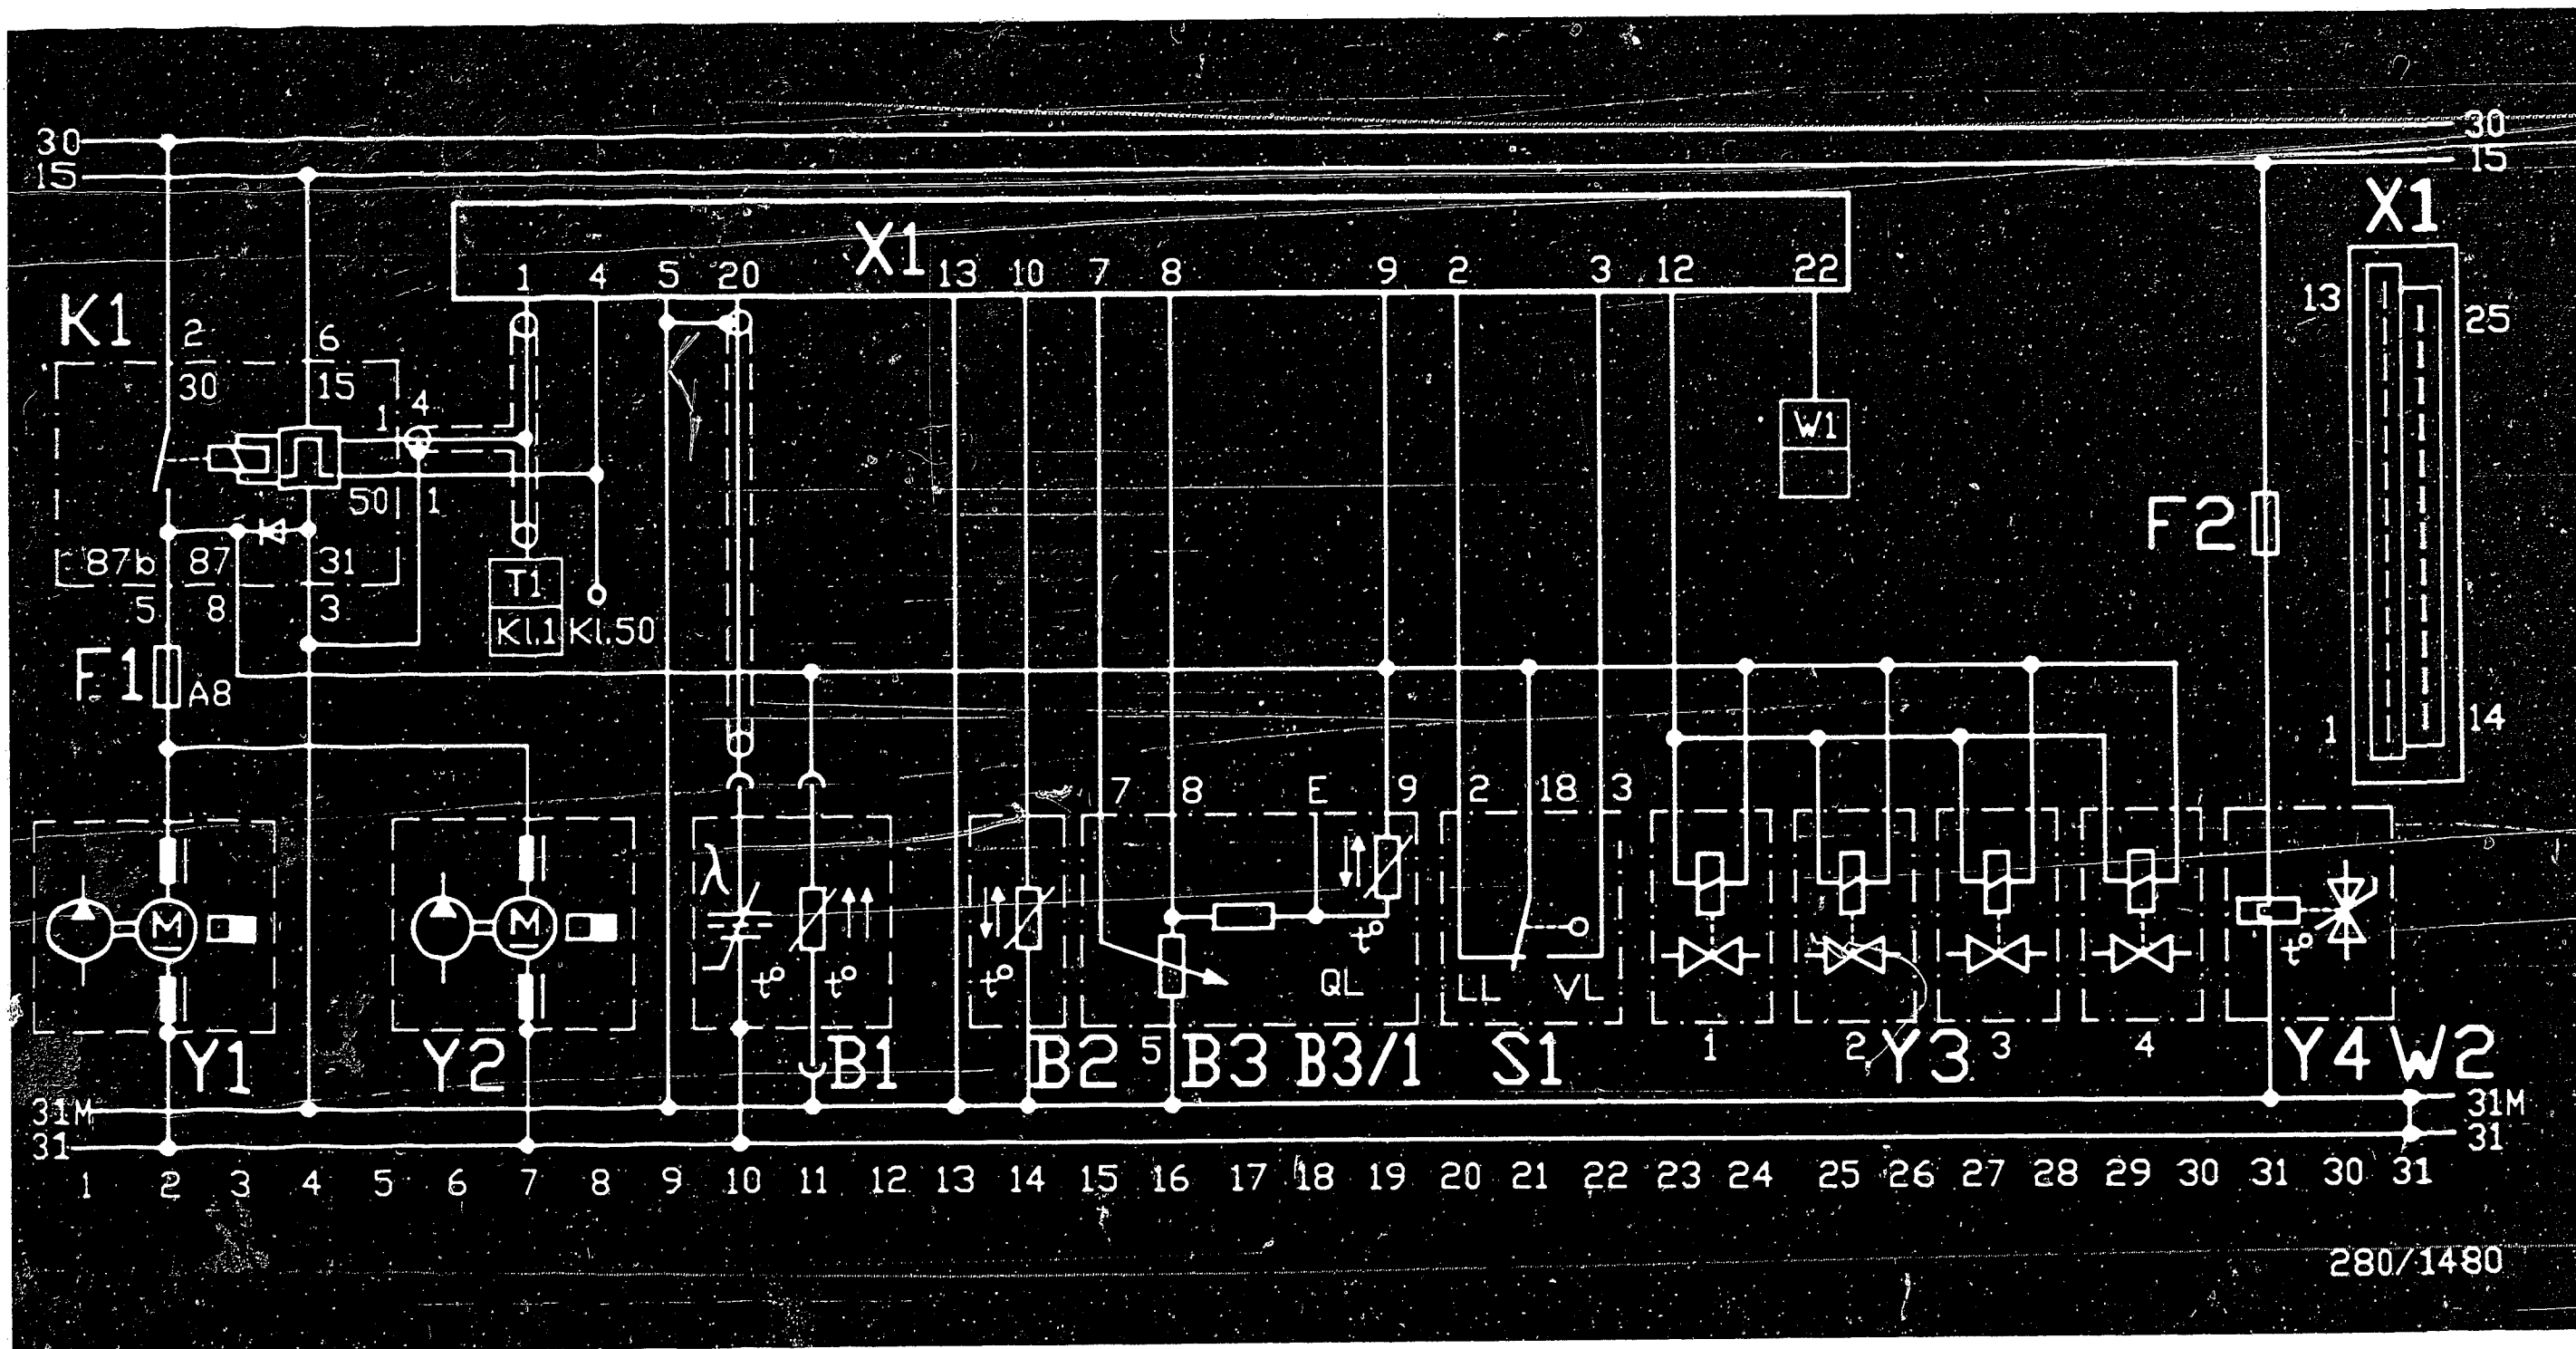 30 30
15 15
X1
X1
1 4 5 20 13 10 7 8 9 2 3 12 22
13
25
K1
2 6
30 15
1 4
W1
50 1
F2
87b 87 31
T1
5 8 3
Kl.1 Kl.50
F1 A8
1 14
7 8 E 9 2 18 3
λ
M M
t° t° t° t° t°
QL LL VL
Y1 Y2 B1 B2 5 B3 B3/1 S1 1 2 Y3 3 4 Y4 W2
31M 31M
31 31
1 2 3 4 5 6 7 8 9 10 11 12 13 14 15 16 17 18 19 20 21 22 23 24 25 26 27 28 29 30 31 30 31
280/1480